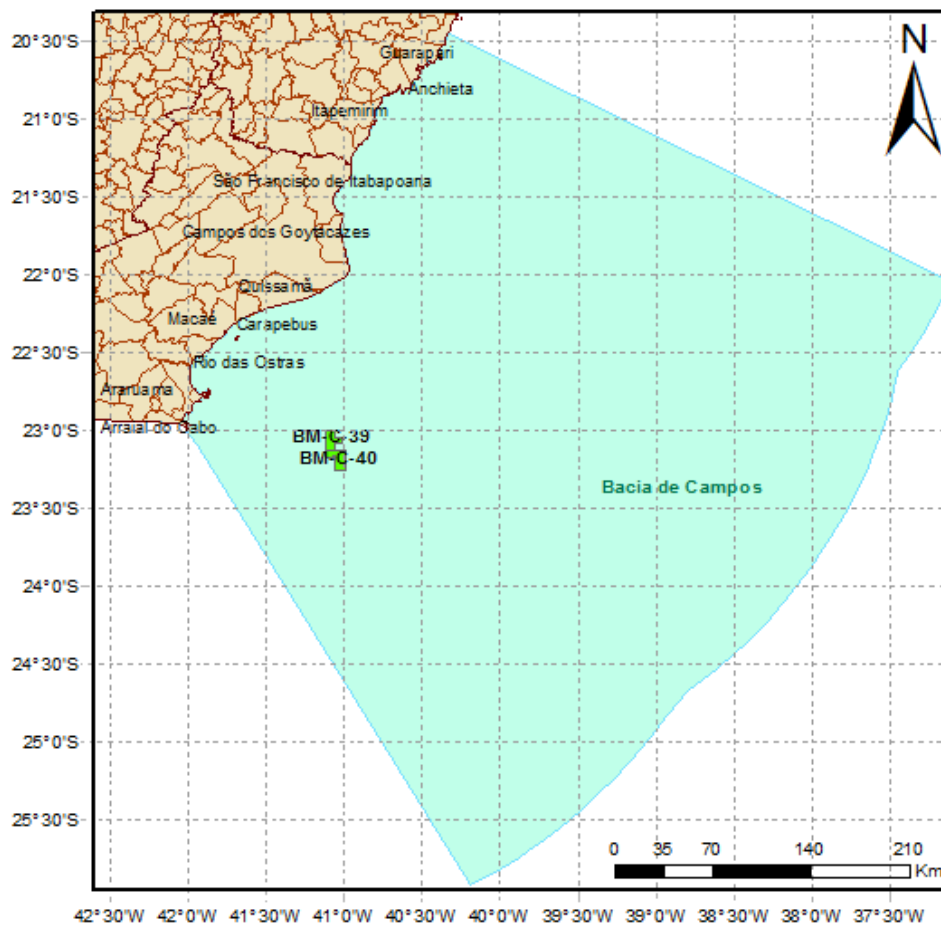 20°30'S
N
Guarapari
Anchieta
21°0'S
Itapemirim
São Francisco de Itabapoana
21°30'S
Campos dos Goytacazes
22°0'S
Quissamã
Macaé
Carapebus
22°30'S
Rio das Ostras
Araruama
23°0'S
Arraial do Cabo
BM-C-39
BM-C-40
Bacia de Campos
23°30'S
24°0'S
24°30'S
25°0'S
25°30'S
0 35 70 140 210
Km
42°30'W 42°0'W 41°30'W 41°0'W 40°30'W 40°0'W 39°30'W 39°0'W 38°30'W 38°0'W 37°30'W